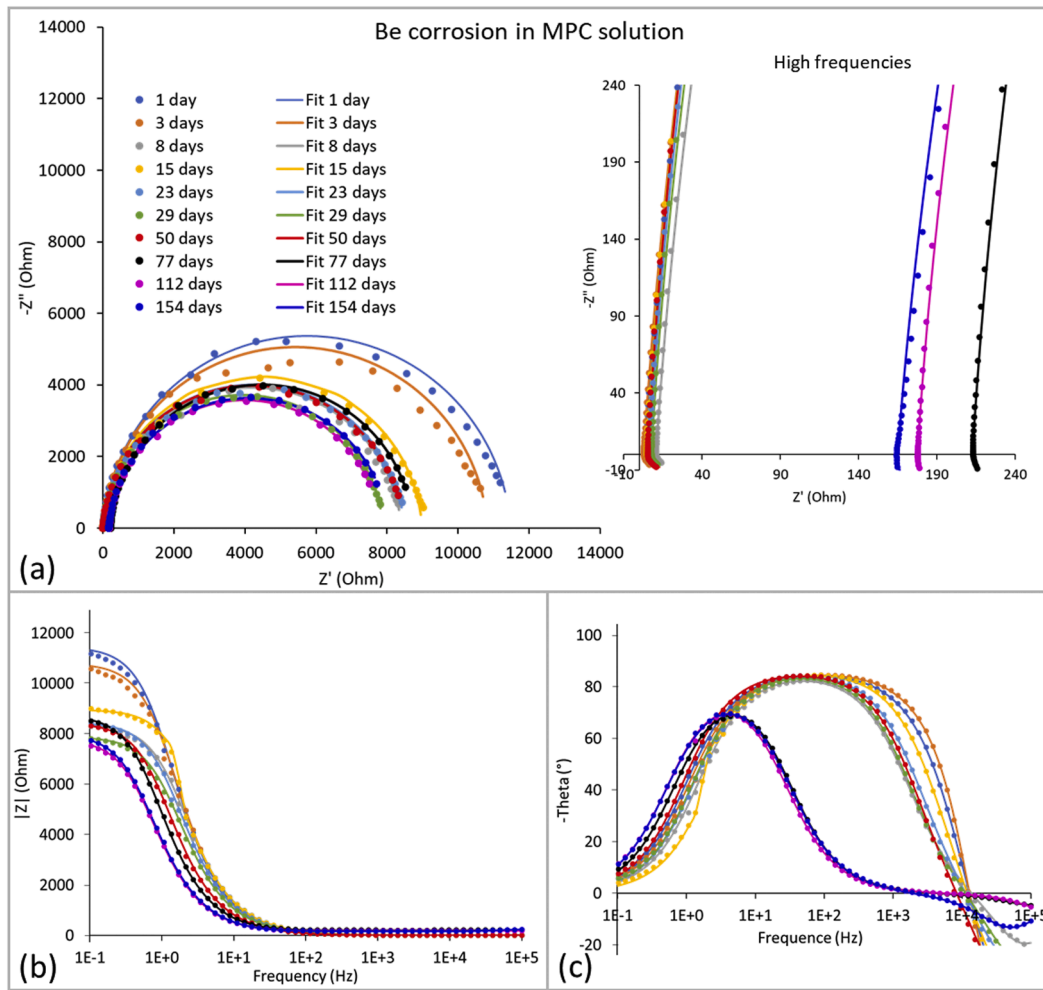 Be corrosion in MPC solution
14000
12000
10000
8000
6000
4000
2000
0
-Z'' (Ohm)
1 day Fit 1 day
3 days Fit 3 days
8 days Fit 8 days
15 days Fit 15 days
23 days Fit 23 days
29 days Fit 29 days
50 days Fit 50 days
77 days Fit 77 days
112 days Fit 112 days
154 days Fit 154 days
0 2000 4000 6000 8000 10000 12000 14000
Z' (Ohm)
(a)
High frequencies
240
190
140
90
40
-10
-Z'' (Ohm)
40 90 140 190 240
Z' (Ohm)
12000
10000
8000
6000
4000
2000
0
|Z| (Ohm)
1E-1 1E+0 1E+1 1E+2 1E+3 1E+4 1E+5
Frequency (Hz)
(b)
100
80
60
40
20
0
-20
-Theta (°)
1E-1 1E+0 1E+1 1E+2 1E+3 1E+4 1E+5
Frequence (Hz)
(c)